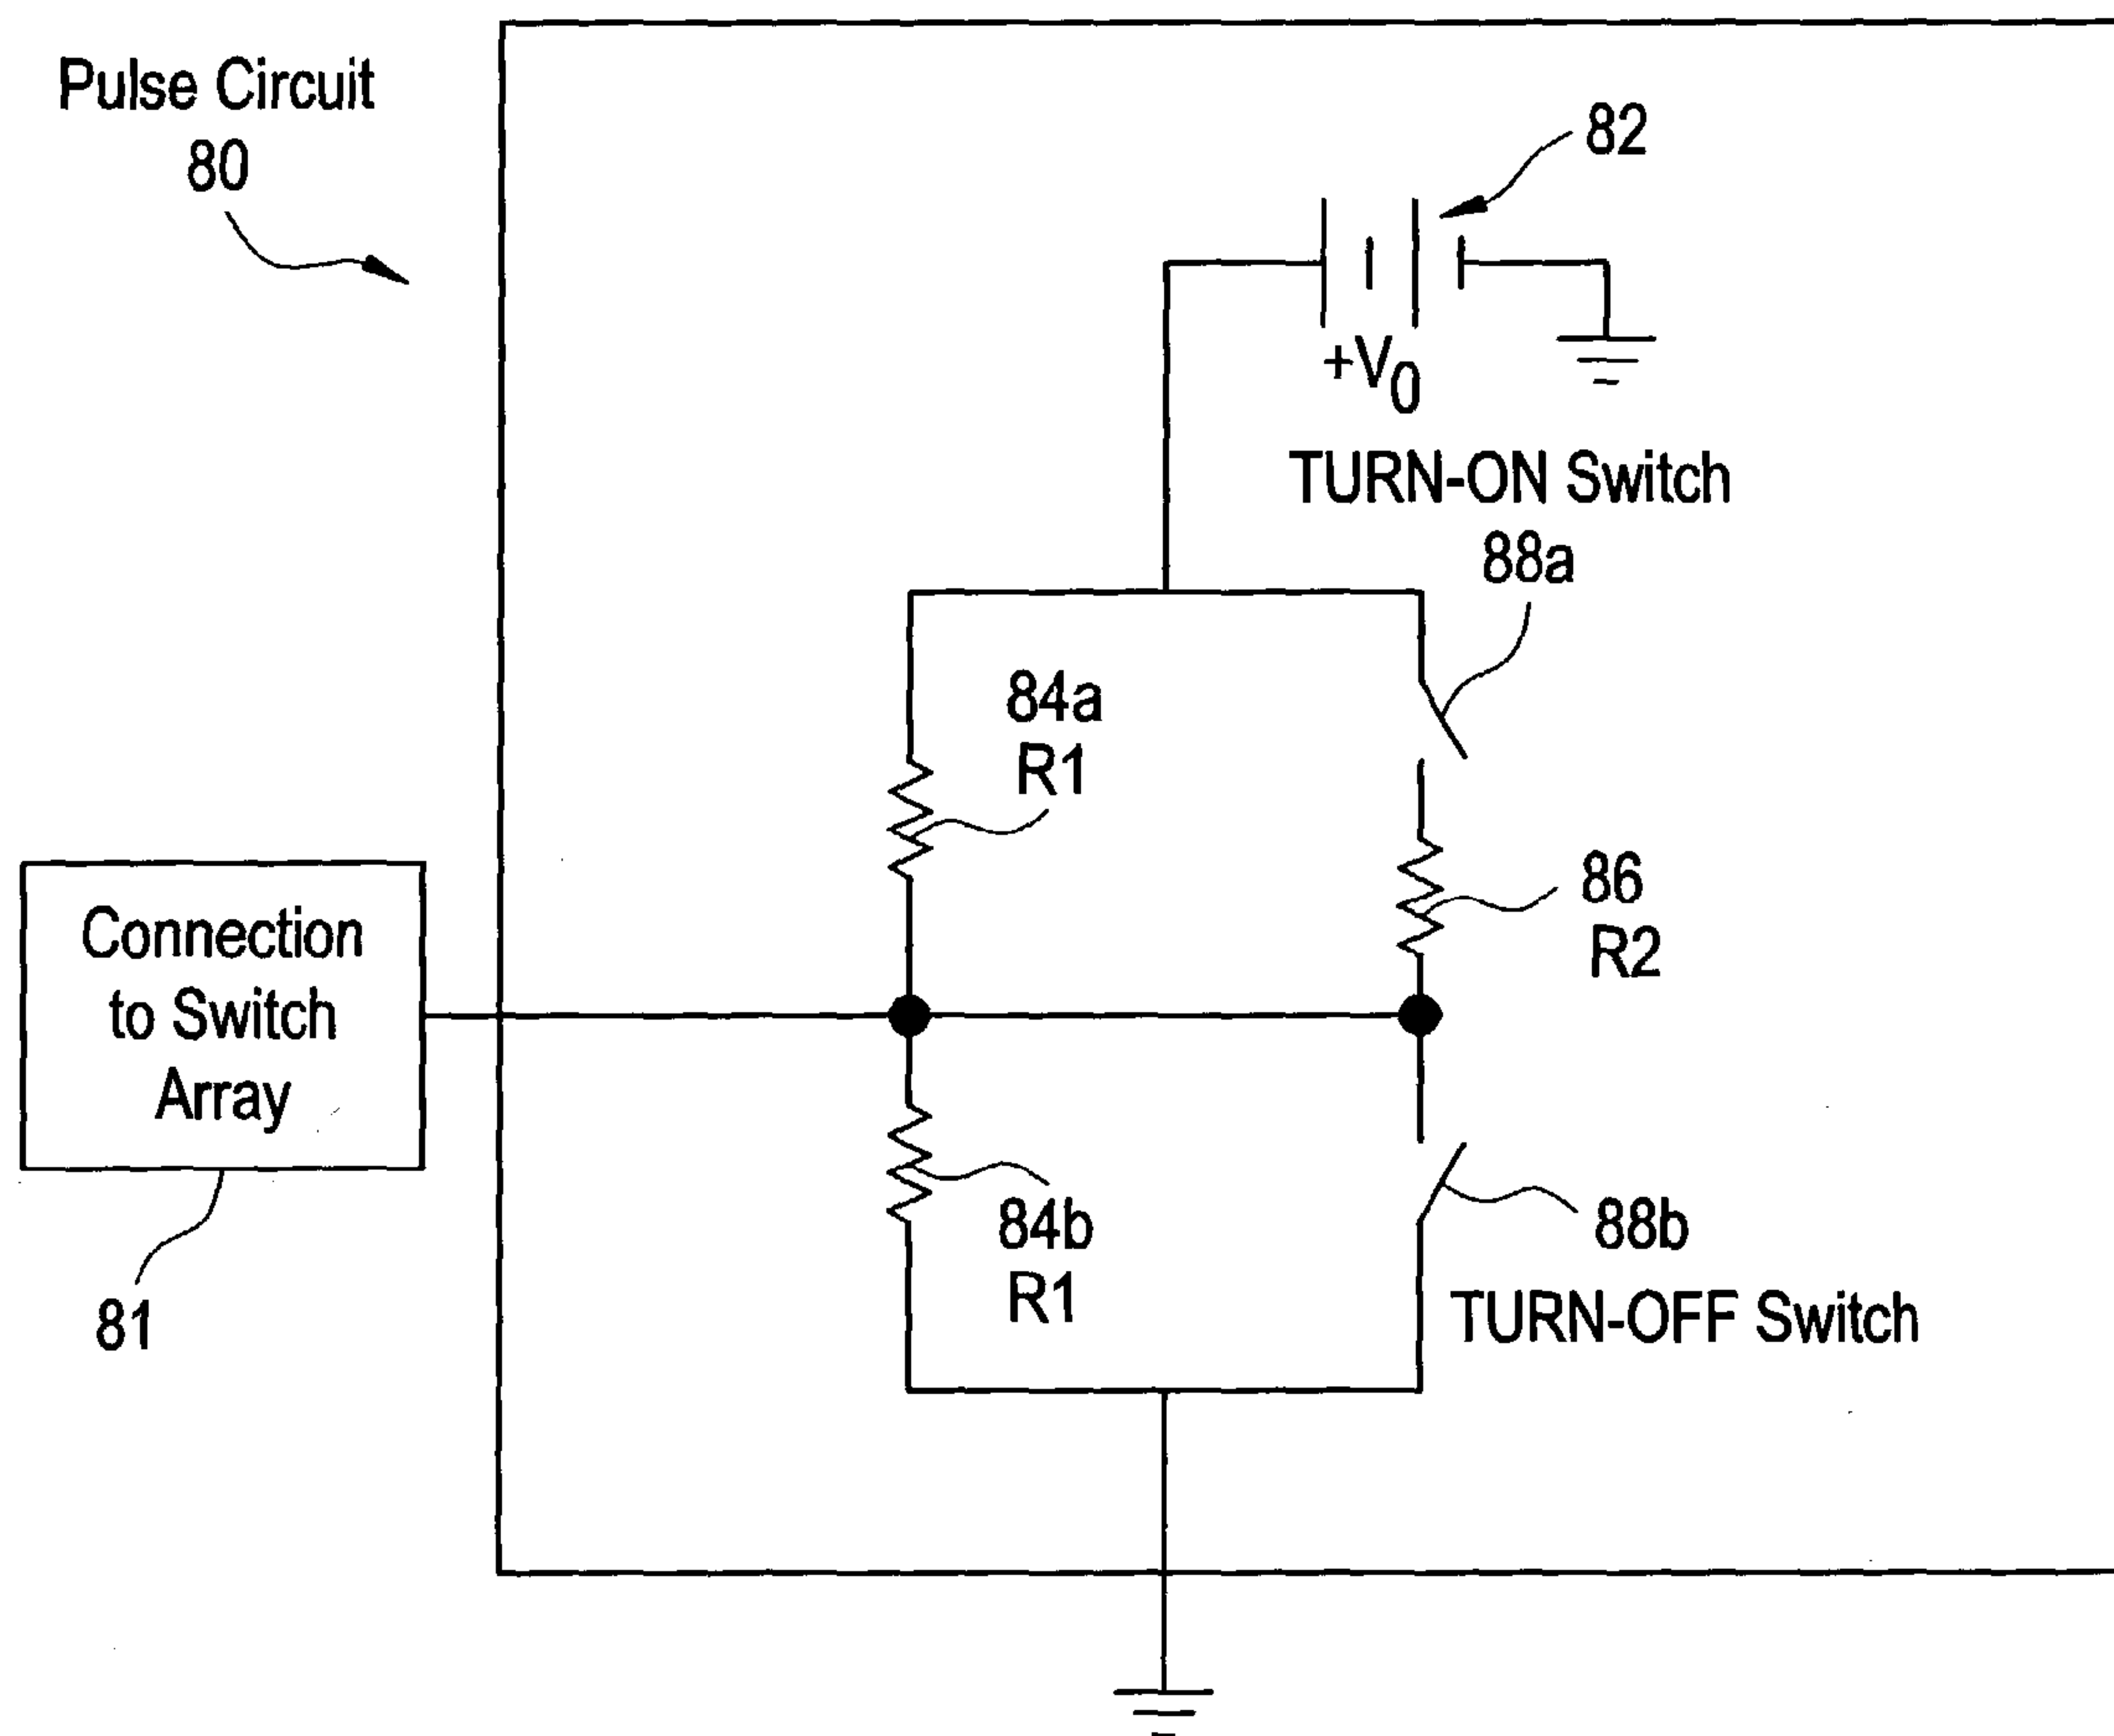 Pulse Circuit
80
82
+V0
TURN-ON Switch
88a
84a
R1
86
R2
Connection
to Switch
Array
81
84b
R1
88b
TURN-OFF Switch